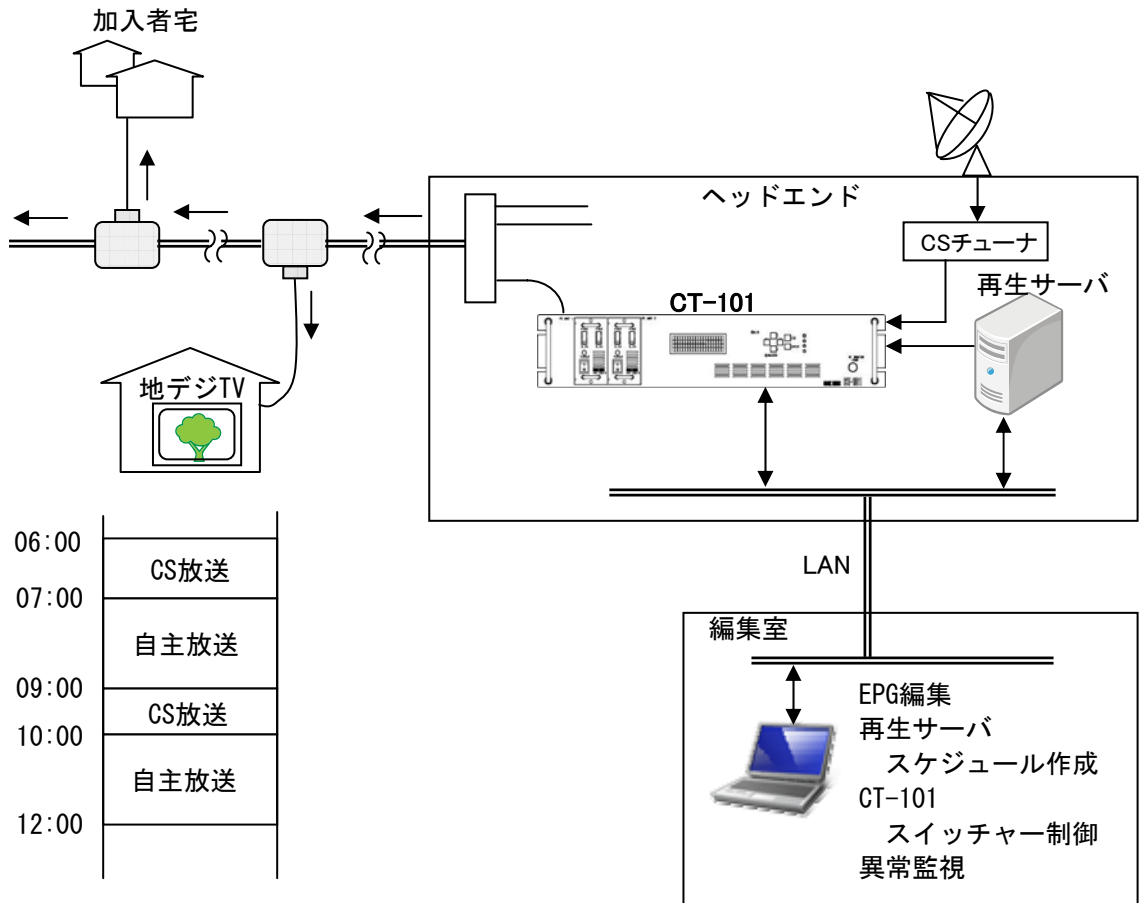 加入者宅
ヘッドエンド
CSチューナ
再生サーバ
CT-101
地デジTV
06:00
CS放送
07:00
自主放送
09:00
CS放送
10:00
自主放送
12:00
LAN
編集室
EPG編集
再生サーバ
スケジュール作成
CT-101
スイッチャー制御
異常監視